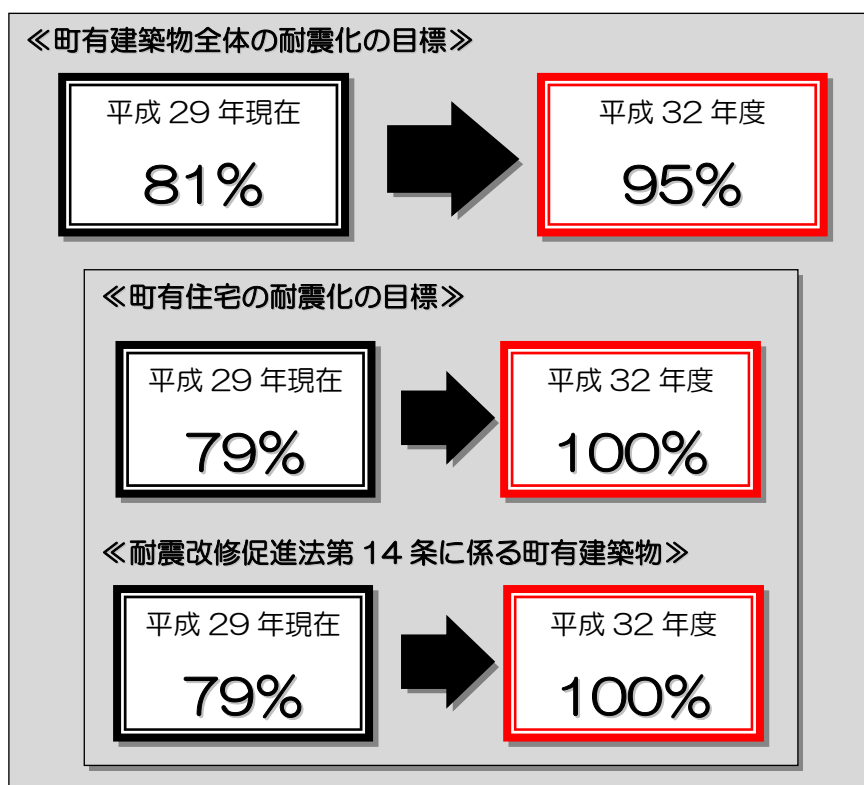 ≪町有建築物全体の耐震化の目標≫
平成 29 年現在
81%
平成 32 年度
95%
≪町有住宅の耐震化の目標≫
平成 29 年現在
79%
平成 32 年度
100%
≪耐震改修促進法第 14 条に係る町有建築物≫
平成 29 年現在
79%
平成 32 年度
100%